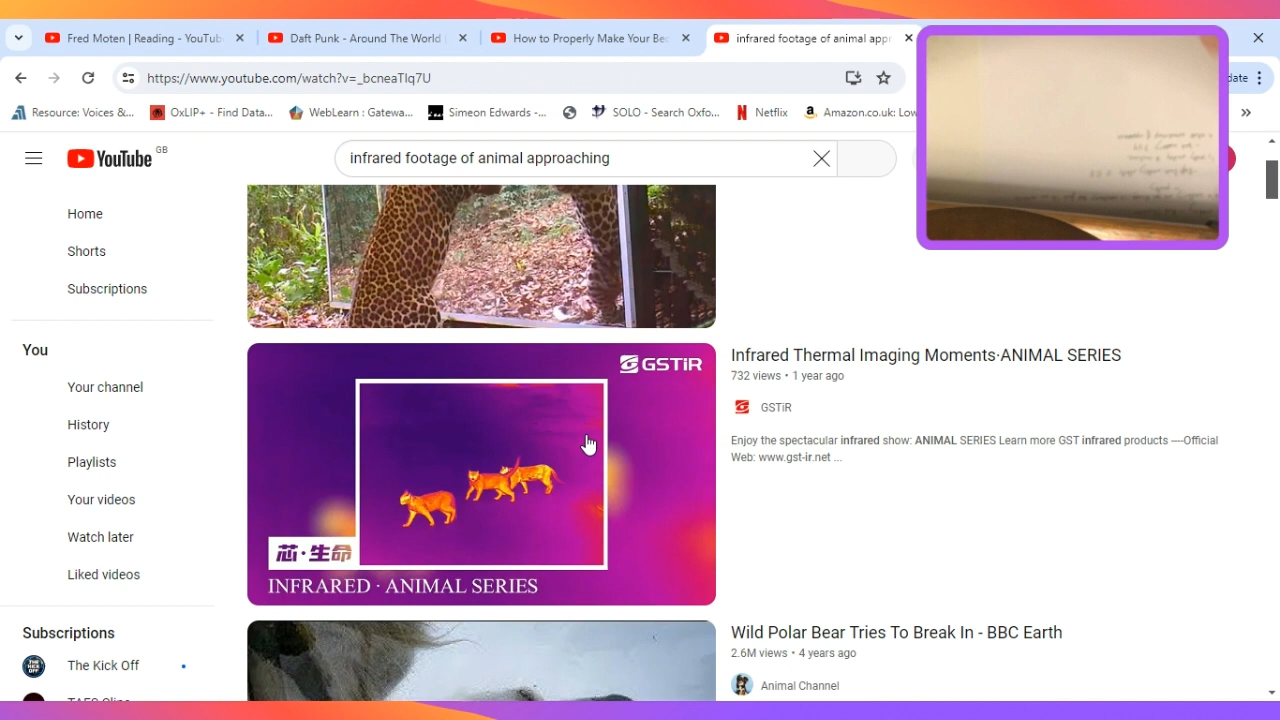 Fred Moten | Reading - YouTub
Daft Punk - Around The World
How to Properly Make Your Be
infrared footage of animal appr
https://www.youtube.com/watch?v=_bcneaTIq7U
date
Resource: Voices &...
OxLIP+ - Find Data...
WebLearn : Gatewa...
Simeon Edwards -...
SOLO - Search Oxfo...
Netflix
Amazon.co.uk: Low
YouTube GB
infrared footage of animal approaching
Home
Shorts
Subscriptions
You
Your channel
History
Playlists
Your videos
Watch later
Liked videos
Subscriptions
THE KICK OFF
The Kick Off
GSTiR
芯·生命
INFRARED · ANIMAL SERIES
Infrared Thermal Imaging Moments·ANIMAL SERIES
732 views • 1 year ago
GSTiR
Enjoy the spectacular infrared show: ANIMAL SERIES Learn more GST infrared products ----Official
Web: www.gst-ir.net ...
Wild Polar Bear Tries To Break In - BBC Earth
2.6M views • 4 years ago
Animal Channel